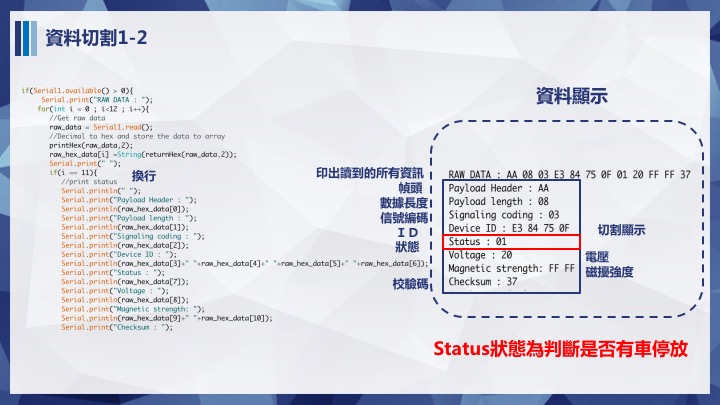 資料切割1-2
if(Serial1.available() > 0){
Serial.print("RAW DATA : ");
for(int i = 0 ; i<12 ; i++){
//Get raw data
raw_data = Serial1.read();
//Decimal to hex and store the data to array
printHex(raw_data,2);
raw_hex_data[i] =String(returnHex(raw_data,2));
Serial.print(" ");
if(i == 11){
換行
//print status
Serial.println(" ");
Serial.print("Payload Header : ");
Serial.println(raw_hex_data[0]);
Serial.print("Payload length : ");
Serial.println(raw_hex_data[1]);
Serial.print("Signaling coding : ");
Serial.println(raw_hex_data[2]);
Serial.print("Device ID : ");
Serial.println(raw_hex_data[3]+" "+raw_hex_data[4]+" "+raw_hex_data[5]+" "+raw_hex_data[6]);
Serial.print("Status : ");
Serial.println(raw_hex_data[7]);
Serial.print("Voltage : ");
Serial.println(raw_hex_data[8]);
Serial.print("Magnetic strength: ");
Serial.println(raw_hex_data[9]+" "+raw_hex_data[10]);
Serial.print("Checksum : ");
資料顯示
印出讀到的所有資訊
幀頭
數據長度
信號編碼
ＩＤ
狀態
校驗碼
RAW DATA : AA 08 03 E3 84 75 0F 01 20 FF FF 37
Payload Header : AA
Payload length : 08
Signaling coding : 03
Device ID : E3 84 75 0F
Status : 01
Voltage : 20
Magnetic strength: FF FF
Checksum : 37
切割顯示
電壓
磁擾強度
Status狀態為判斷是否有車停放